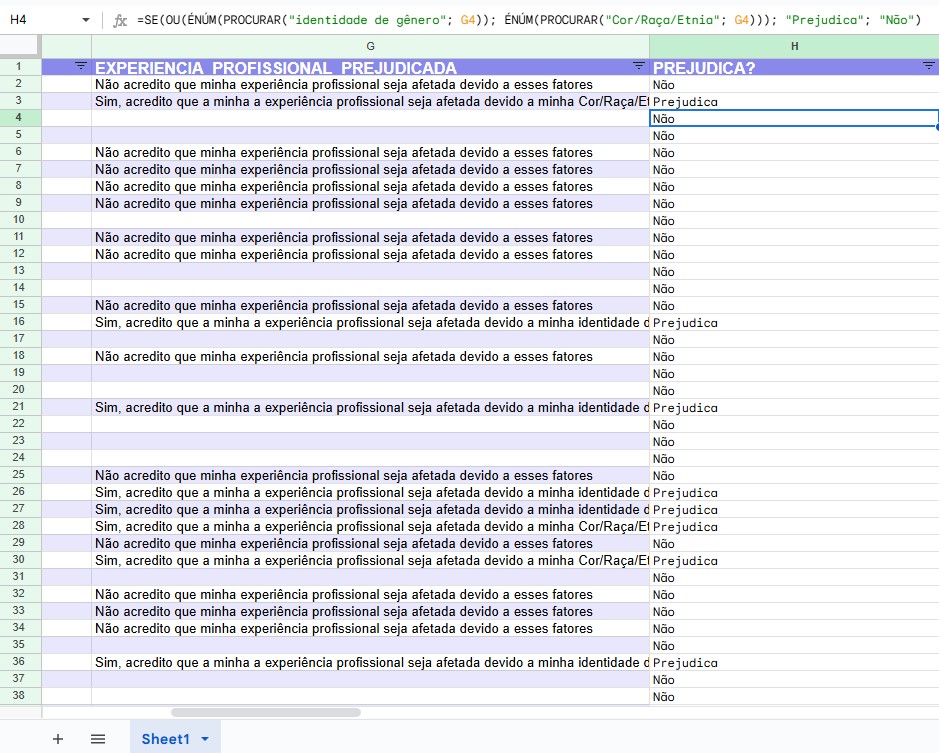 H4 fx =SE(OU(ÉNÚM(PROCURAR("identidade de gênero"; G4)); ÉNÚM(PROCURAR("Cor/Raça/Etnia"; G4))); "Prejudica"; "Não")
G H
1 EXPERIENCIA_PROFISSIONAL_PREJUDICADA PREJUDICA?
2 Não acredito que minha experiência profissional seja afetada devido a esses fatores Não
3 Sim, acredito que a minha a experiência profissional seja afetada devido a minha Cor/Raça/Et Prejudica
4 Não
5 Não
6 Não acredito que minha experiência profissional seja afetada devido a esses fatores Não
7 Não acredito que minha experiência profissional seja afetada devido a esses fatores Não
8 Não acredito que minha experiência profissional seja afetada devido a esses fatores Não
9 Não acredito que minha experiência profissional seja afetada devido a esses fatores Não
10 Não
11 Não acredito que minha experiência profissional seja afetada devido a esses fatores Não
12 Não acredito que minha experiência profissional seja afetada devido a esses fatores Não
13 Não
14 Não
15 Não acredito que minha experiência profissional seja afetada devido a esses fatores Não
16 Sim, acredito que a minha a experiência profissional seja afetada devido a minha identidade d Prejudica
17 Não
18 Não acredito que minha experiência profissional seja afetada devido a esses fatores Não
19 Não
20 Não
21 Sim, acredito que a minha a experiência profissional seja afetada devido a minha identidade d Prejudica
22 Não
23 Não
24 Não
25 Não acredito que minha experiência profissional seja afetada devido a esses fatores Não
26 Sim, acredito que a minha a experiência profissional seja afetada devido a minha identidade d Prejudica
27 Sim, acredito que a minha a experiência profissional seja afetada devido a minha identidade d Prejudica
28 Sim, acredito que a minha a experiência profissional seja afetada devido a minha Cor/Raça/Et Prejudica
29 Não acredito que minha experiência profissional seja afetada devido a esses fatores Não
30 Sim, acredito que a minha a experiência profissional seja afetada devido a minha Cor/Raça/Et Prejudica
31 Não
32 Não acredito que minha experiência profissional seja afetada devido a esses fatores Não
33 Não acredito que minha experiência profissional seja afetada devido a esses fatores Não
34 Não acredito que minha experiência profissional seja afetada devido a esses fatores Não
35 Não
36 Sim, acredito que a minha a experiência profissional seja afetada devido a minha identidade d Prejudica
37 Não
38 Não
Sheet1